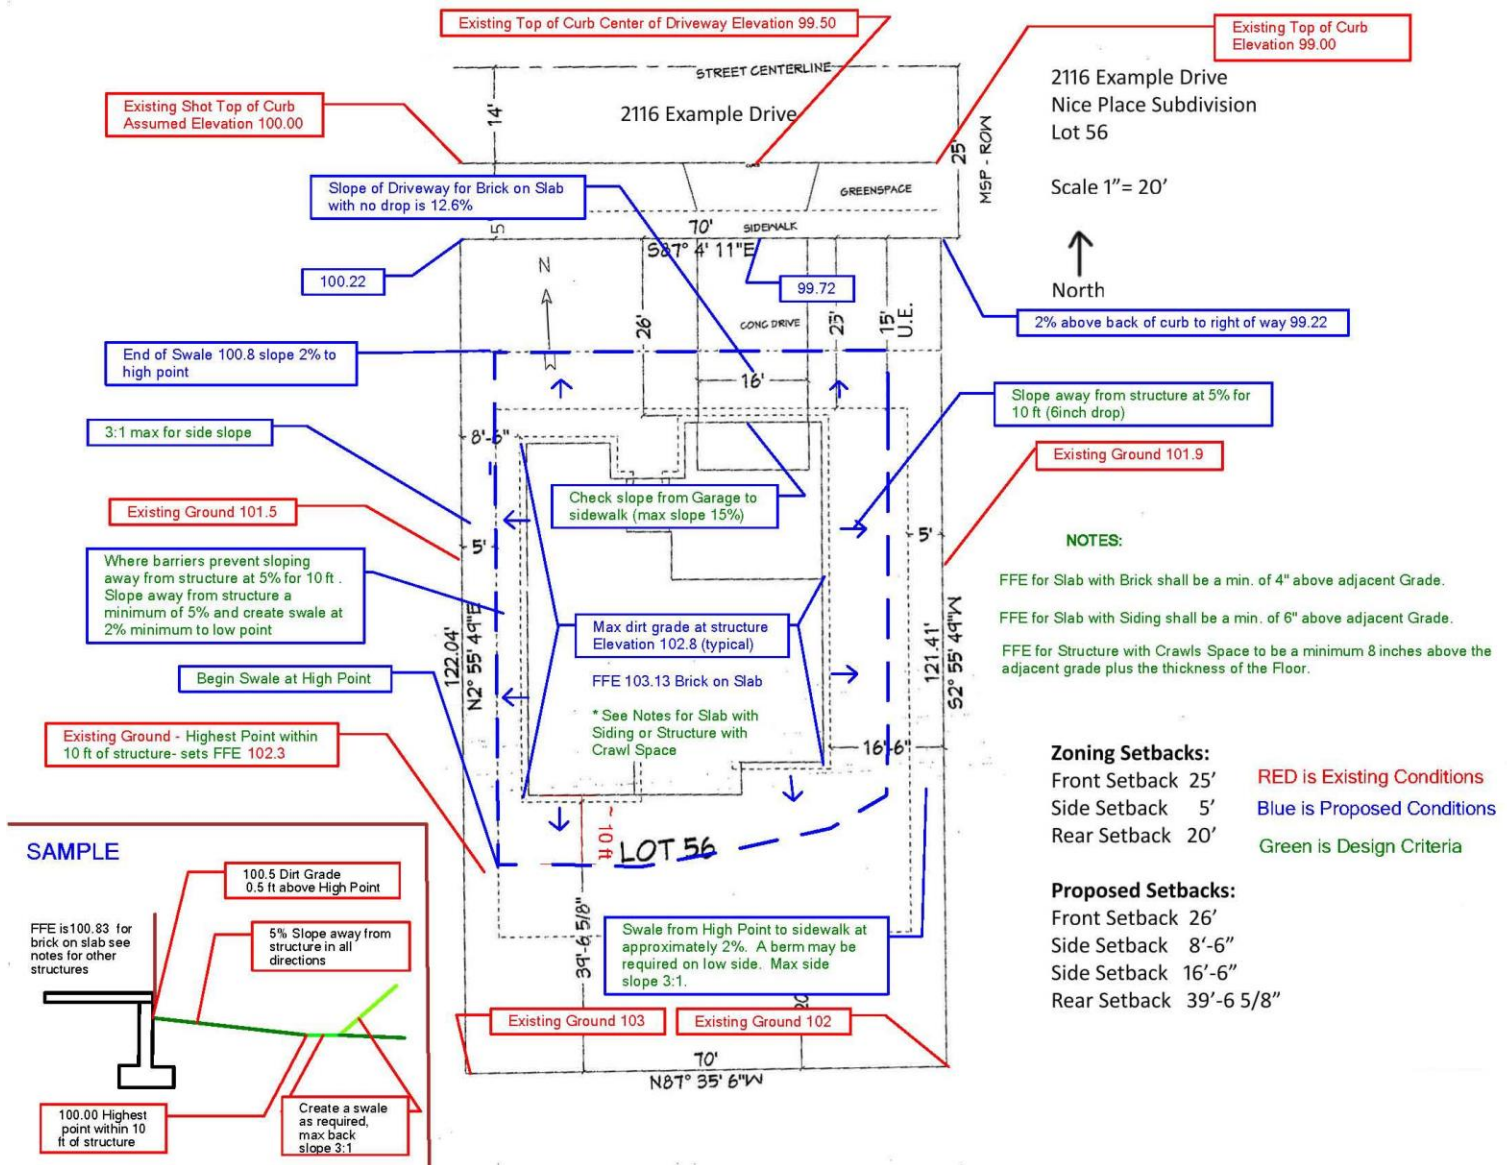 Existing Top of Curb Center of Driveway Elevation 99.50
Existing Top of Curb
Elevation 99.00
STREET CENTERLINE
2116 Example Drive
Nice Place Subdivision
Lot 56
Scale 1"= 20'
North
Existing Shot Top of Curb
Assumed Elevation 100.00
14'
2116 Example Drive
25'
MSP - ROW
Slope of Driveway for Brick on Slab
with no drop is 12.6%
GREENSPACE
5
70'
SIDEWALK
S87° 4' 11"E
100.22
N
99.72
2% above back of curb to right of way 99.22
26'
CONC DRIVE
25'
15'
U.E.
End of Swale 100.8 slope 2% to
high point
16'
Slope away from structure at 5% for
10 ft (6inch drop)
3:1 max for side slope
8'-6"
Existing Ground 101.9
Existing Ground 101.5
Check slope from Garage to
sidewalk (max slope 15%)
5'
5'
NOTES:
FFE for Slab with Brick shall be a min. of 4" above adjacent Grade.
FFE for Slab with Siding shall be a min. of 6" above adjacent Grade.
FFE for Structure with Crawls Space to be a minimum 8 inches above the
adjacent grade plus the thickness of the Floor.
Where barriers prevent sloping
away from structure at 5% for 10 ft .
Slope away from structure a
minimum of 5% and create swale at
2% minimum to low point
Max dirt grade at structure
Elevation 102.8 (typical)
122.04'
N2° 55' 49"E
121.41'
S2° 55' 49"W
Begin Swale at High Point
FFE 103.13 Brick on Slab
* See Notes for Slab with
Siding or Structure with
Crawl Space
Existing Ground - Highest Point within
10 ft of structure- sets FFE 102.3
16'-6"
Zoning Setbacks:
Front Setback 25'
Side Setback 5'
Rear Setback 20'
RED is Existing Conditions
Blue is Proposed Conditions
Green is Design Criteria
~ 10 ft
LOT 56
Proposed Setbacks:
Front Setback 26'
Side Setback 8'-6"
Side Setback 16'-6"
Rear Setback 39'-6 5/8"
39'-6 5/8"
Swale from High Point to sidewalk at
approximately 2%. A berm may be
required on low side. Max side
slope 3:1.
20
Existing Ground 103
Existing Ground 102
70'
N87° 35' 6"W
SAMPLE
100.5 Dirt Grade
0.5 ft above High Point
FFE is100.83 for
brick on slab see
notes for other
structures
5% Slope away from
structure in all
directions
100.00 Highest
point within 10
ft of structure
Create a swale
as required,
max back
slope 3:1